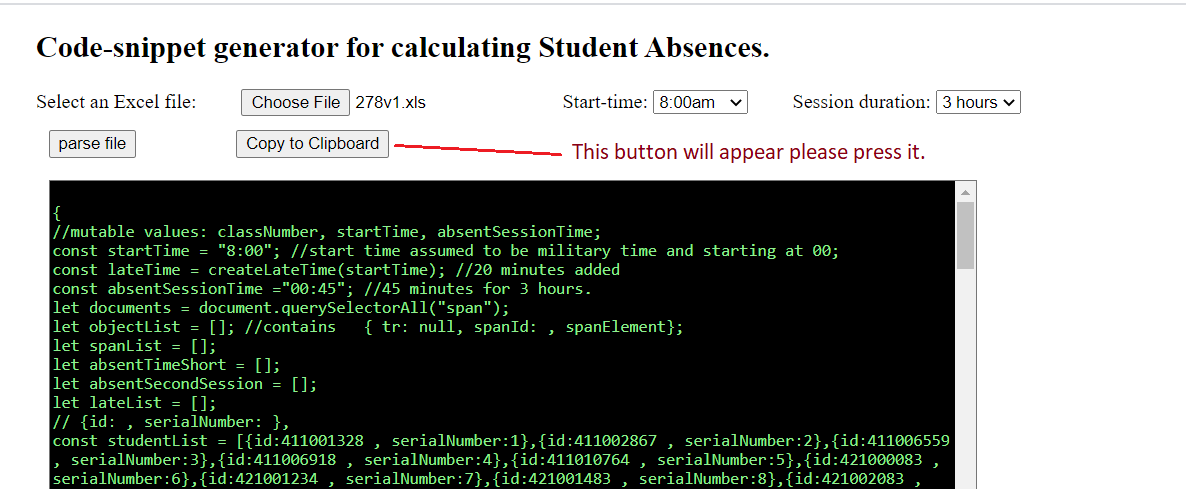 Code-snippet generator for calculating Student Absences.
Select an Excel file: Choose File 278v1.xls Start-time: 8:00am Session duration: 3 hours
parse file Copy to Clipboard This button will appear please press it.
{
//mutable values: classNumber, startTime, absentSessionTime;
const startTime = "8:00"; //start time assumed to be military time and starting at 00;
const lateTime = createLateTime(startTime); //20 minutes added
const absentSessionTime ="00:45"; //45 minutes for 3 hours.
let documents = document.querySelectorAll("span");
let objectList = []; //contains   { tr: null, spanId: , spanElement};
let spanList = [];
let absentTimeShort = [];
let absentSecondSession = [];
let lateList = [];
// {id: , serialNumber: },
const studentList = [{id:411001328 , serialNumber:1},{id:411002867 , serialNumber:2},{id:411006559
, serialNumber:3},{id:411006918 , serialNumber:4},{id:411010764 , serialNumber:5},{id:421000083 ,
serialNumber:6},{id:421001234 , serialNumber:7},{id:421001483 , serialNumber:8},{id:421002083 ,